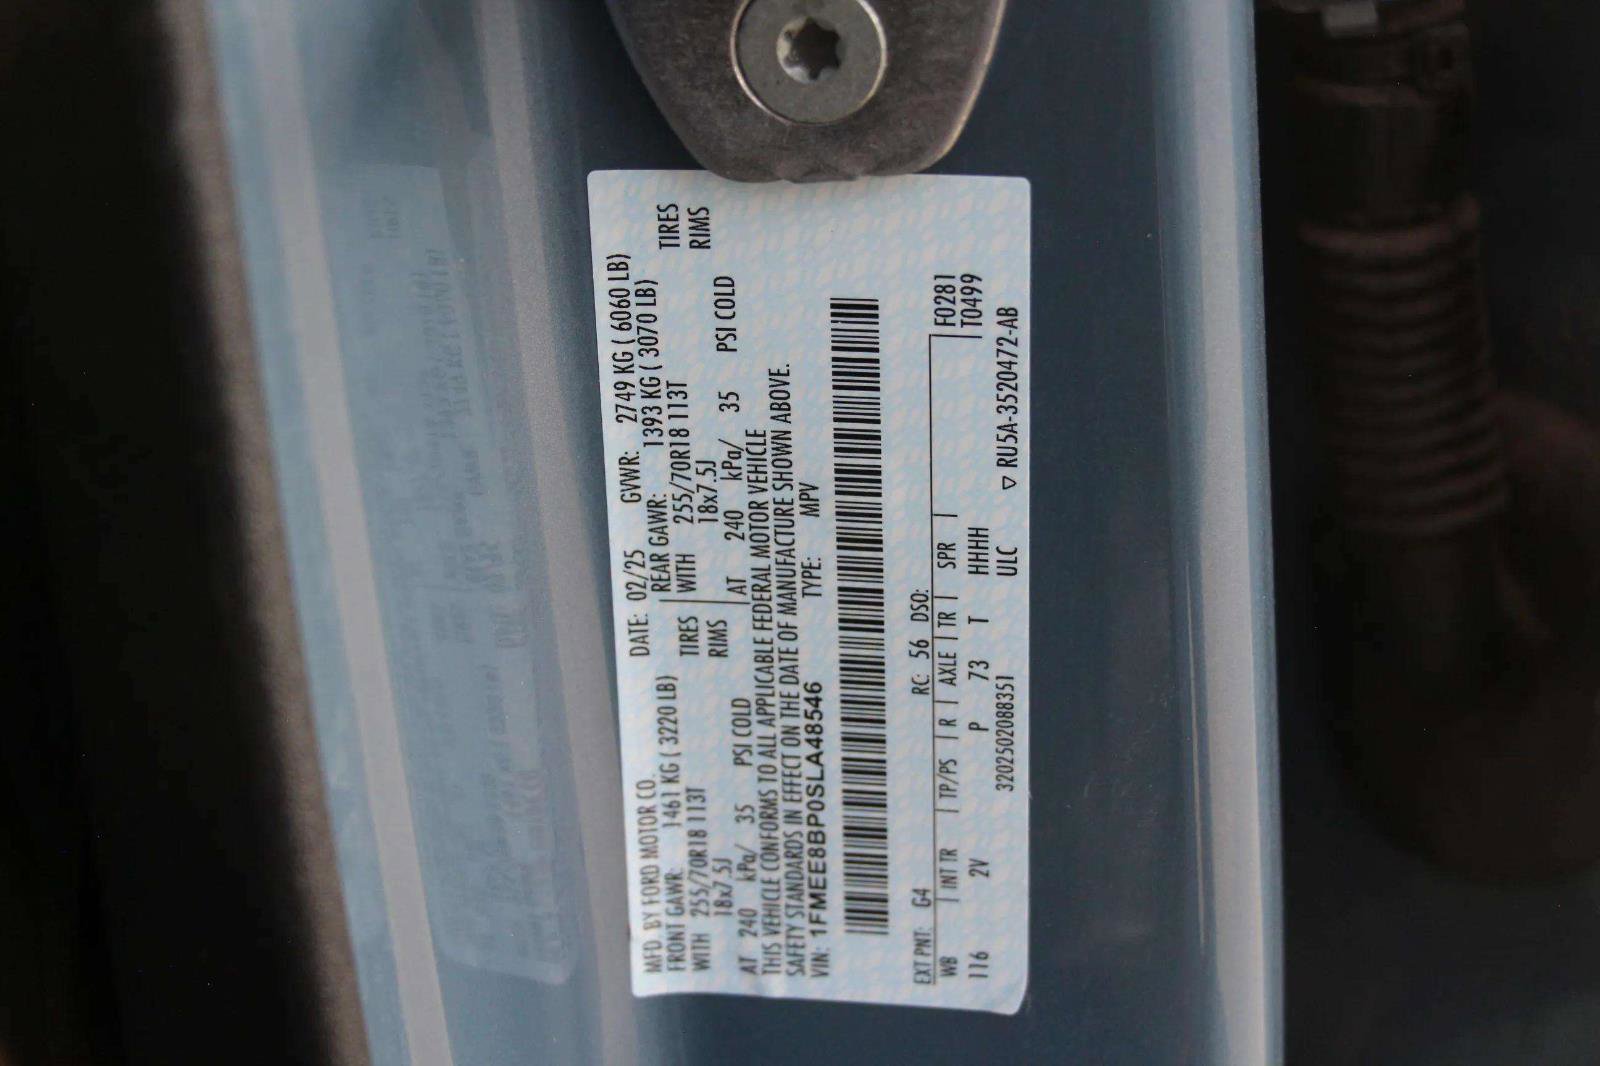 MFD. BY FORD MOTOR CO. DATE: 02/25 GVWR: 2749 KG ( 6060 LB)
FRONT GAWR: 1461 KG ( 3220 LB) REAR GAWR: 1393 KG ( 3070 LB)
WITH 255/70R18 113T TIRES WITH 255/70R18 113T TIRES
18x7.5J RIMS 18x7.5J RIMS
AT 240 kPa/ 35 PSI COLD AT 240 kPa/ 35 PSI COLD
THIS VEHICLE CONFORMS TO ALL APPLICABLE FEDERAL MOTOR VEHICLE
SAFETY STANDARDS IN EFFECT ON THE DATE OF MANUFACTURE SHOWN ABOVE.
VIN: 1FMEE8BP0SLA48546 TYPE: MPV
EXT PNT: G4 RC: 56 DSO:
WB INT TR TP/PS R AXLE TR SPR F0281
116 2V P 73 T HHHH T0499
320250208351 ULC ▽ RU5A-3520472-AB